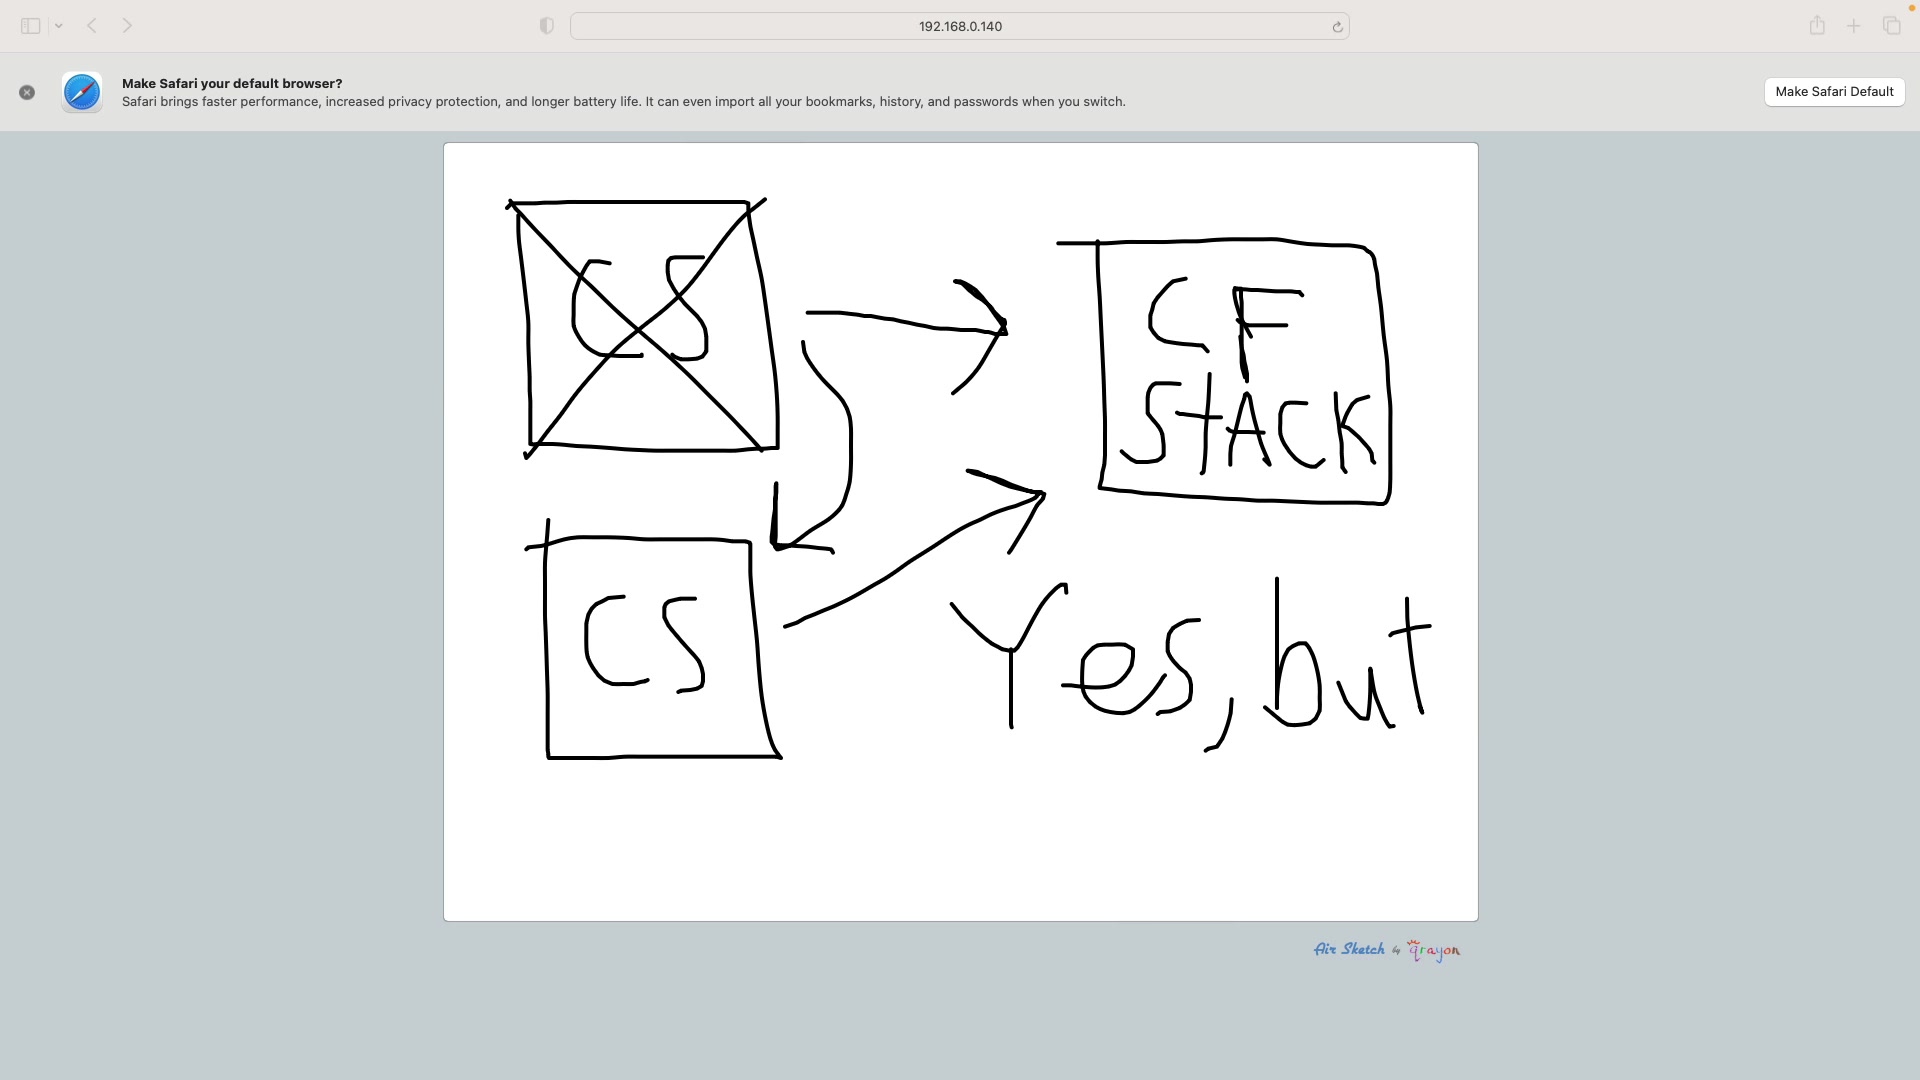 192.168.0.140
Make Safari your default browser?
Safari brings faster performance, increased privacy protection, and longer battery life. It can even import all your bookmarks, history, and passwords when you switch.
Make Safari Default
CS
CF
STACK
CS
Yes, but
Air Sketch by qrayon